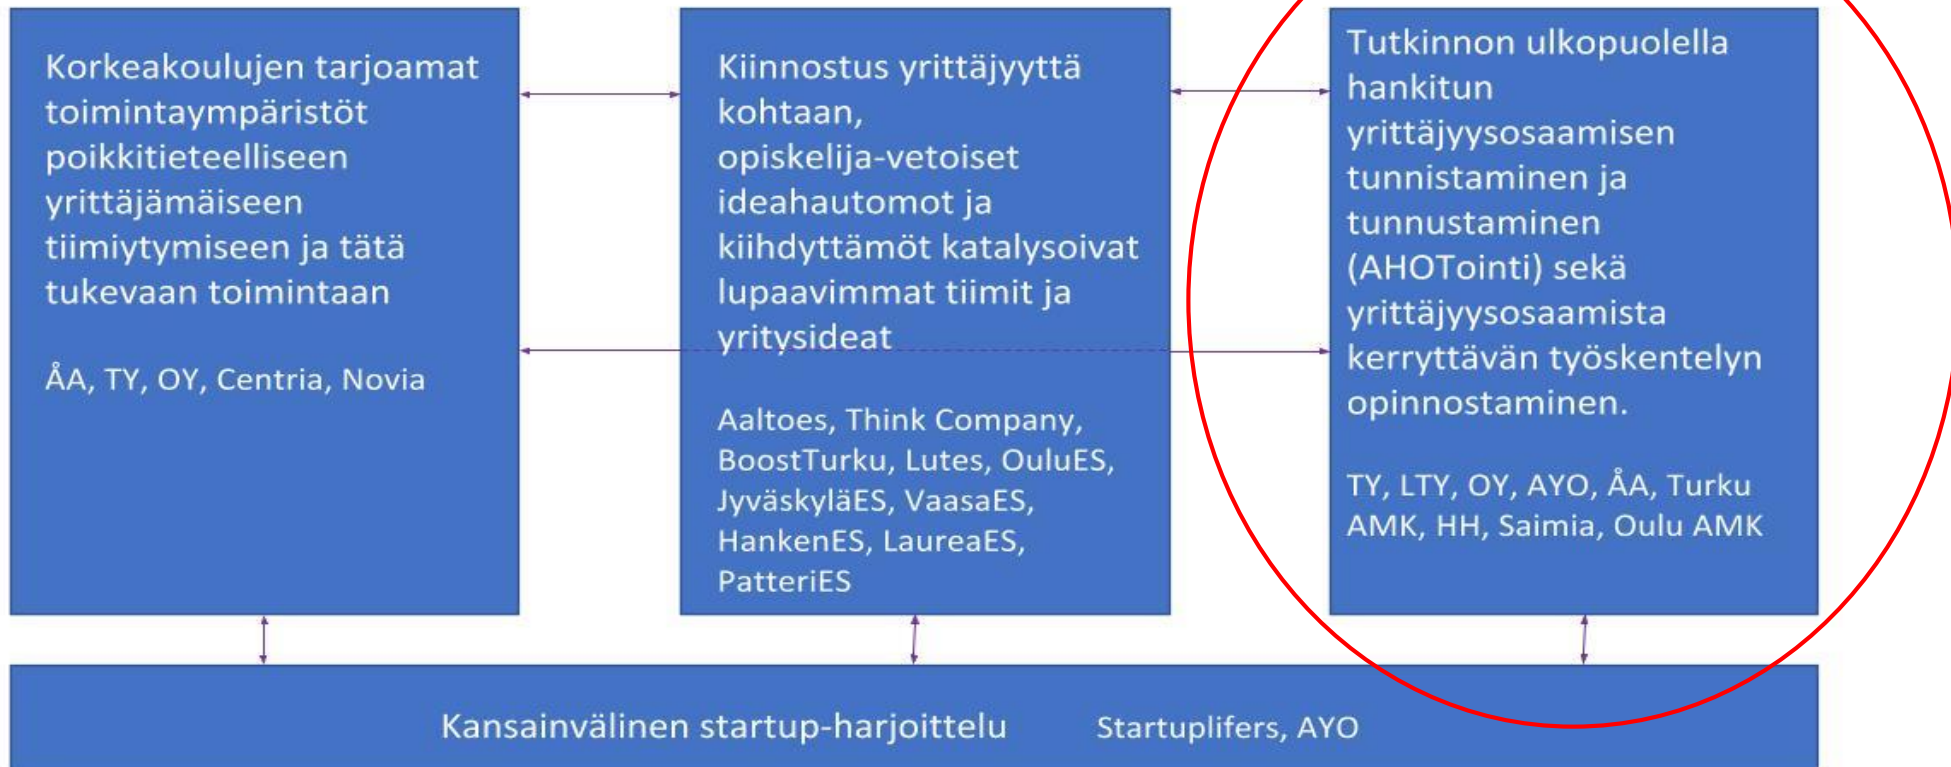 Korkeakoulujen tarjoamat
toimintaympäristöt
poikkitieteelliseen
yrittäjämäiseen
tiimiytymiseen ja tätä
tukevaan toimintaan
ÅA, TY, OY, Centria, Novia
Kiinnostus yrittäjyyttä
kohtaan,
opiskelija-vetoiset
ideahautomot ja
kiihdyttämöt katalysoivat
lupaavimmat tiimit ja
yritysideat
Aaltoes, Think Company,
BoostTurku, Lutes, OuluES,
JyväskyläES, VaasaES,
HankenES, LaureaES,
PatteriES
Tutkinnon ulkopuolella
hankitun
yrittäjyysosaamisen
tunnistaminen ja
tunnustaminen
(AHOTointi) sekä
yrittäjyysosaamista
kerryttävän työskentelyn
opinnostaminen.
TY, LTY, OY, AYO, ÅA, Turku
AMK, HH, Saimia, Oulu AMK
Kansainvälinen startup-harjoittelu Startuplifers, AYO